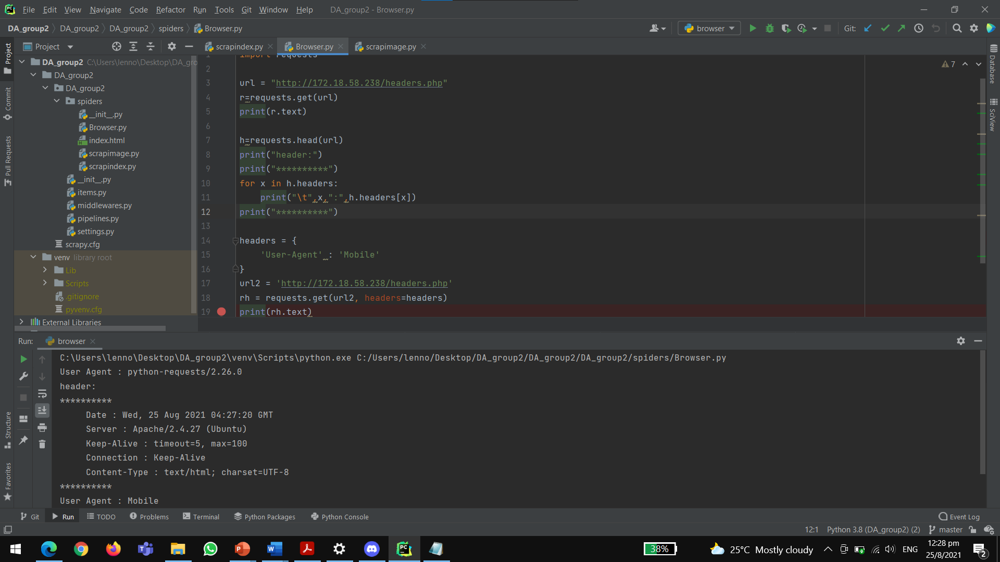 File Edit View Navigate Code Refactor Run Tools Git Window Help DA_group2 - Browser.py
DA_group2 DA_group2 DA_group2 spiders Browser.py browser Git:
Project
scrapindex.py Browser.py scrapimage.py
DA_group2 C:\Users\lenno\Desktop\DA_gro
DA_group2
DA_group2
spiders
__init__.py
Browser.py
index.html
scrapimage.py
scrapindex.py
__init__.py
items.py
middlewares.py
pipelines.py
settings.py
scrapy.cfg
venv library root
Lib
Scripts
.gitignore
pyvenv.cfg
External Libraries
Project
Commit
Pull Requests
Structure
Favorites
1 import requests
2
3 url = "http://172.18.58.238/headers.php"
4 r=requests.get(url)
5 print(r.text)
6
7 h=requests.head(url)
8 print("header:")
9 print("**********")
10 for x in h.headers:
11 print("\t",x,":",h.headers[x])
12 print("**********")
13
14 headers = {
15 'User-Agent' : 'Mobile'
16 }
17 url2 = 'http://172.18.58.238/headers.php'
18 rh = requests.get(url2, headers=headers)
19 print(rh.text)
7
Database
SciView
Run: browser
C:\Users\lenno\Desktop\DA_group2\venv\Scripts\python.exe C:/Users/lenno/Desktop/DA_group2/DA_group2/DA_group2/spiders/Browser.py
User Agent : python-requests/2.26.0
header:
**********
Date : Wed, 25 Aug 2021 04:27:20 GMT
Server : Apache/2.4.27 (Ubuntu)
Keep-Alive : timeout=5, max=100
Connection : Keep-Alive
Content-Type : text/html; charset=UTF-8
**********
User Agent : Mobile
Git Run TODO Problems Terminal Python Packages Python Console Event Log
12:1 Python 3.8 (DA_group2) (2) master
38% 25°C Mostly cloudy ENG
12:28 pm
25/8/2021
2